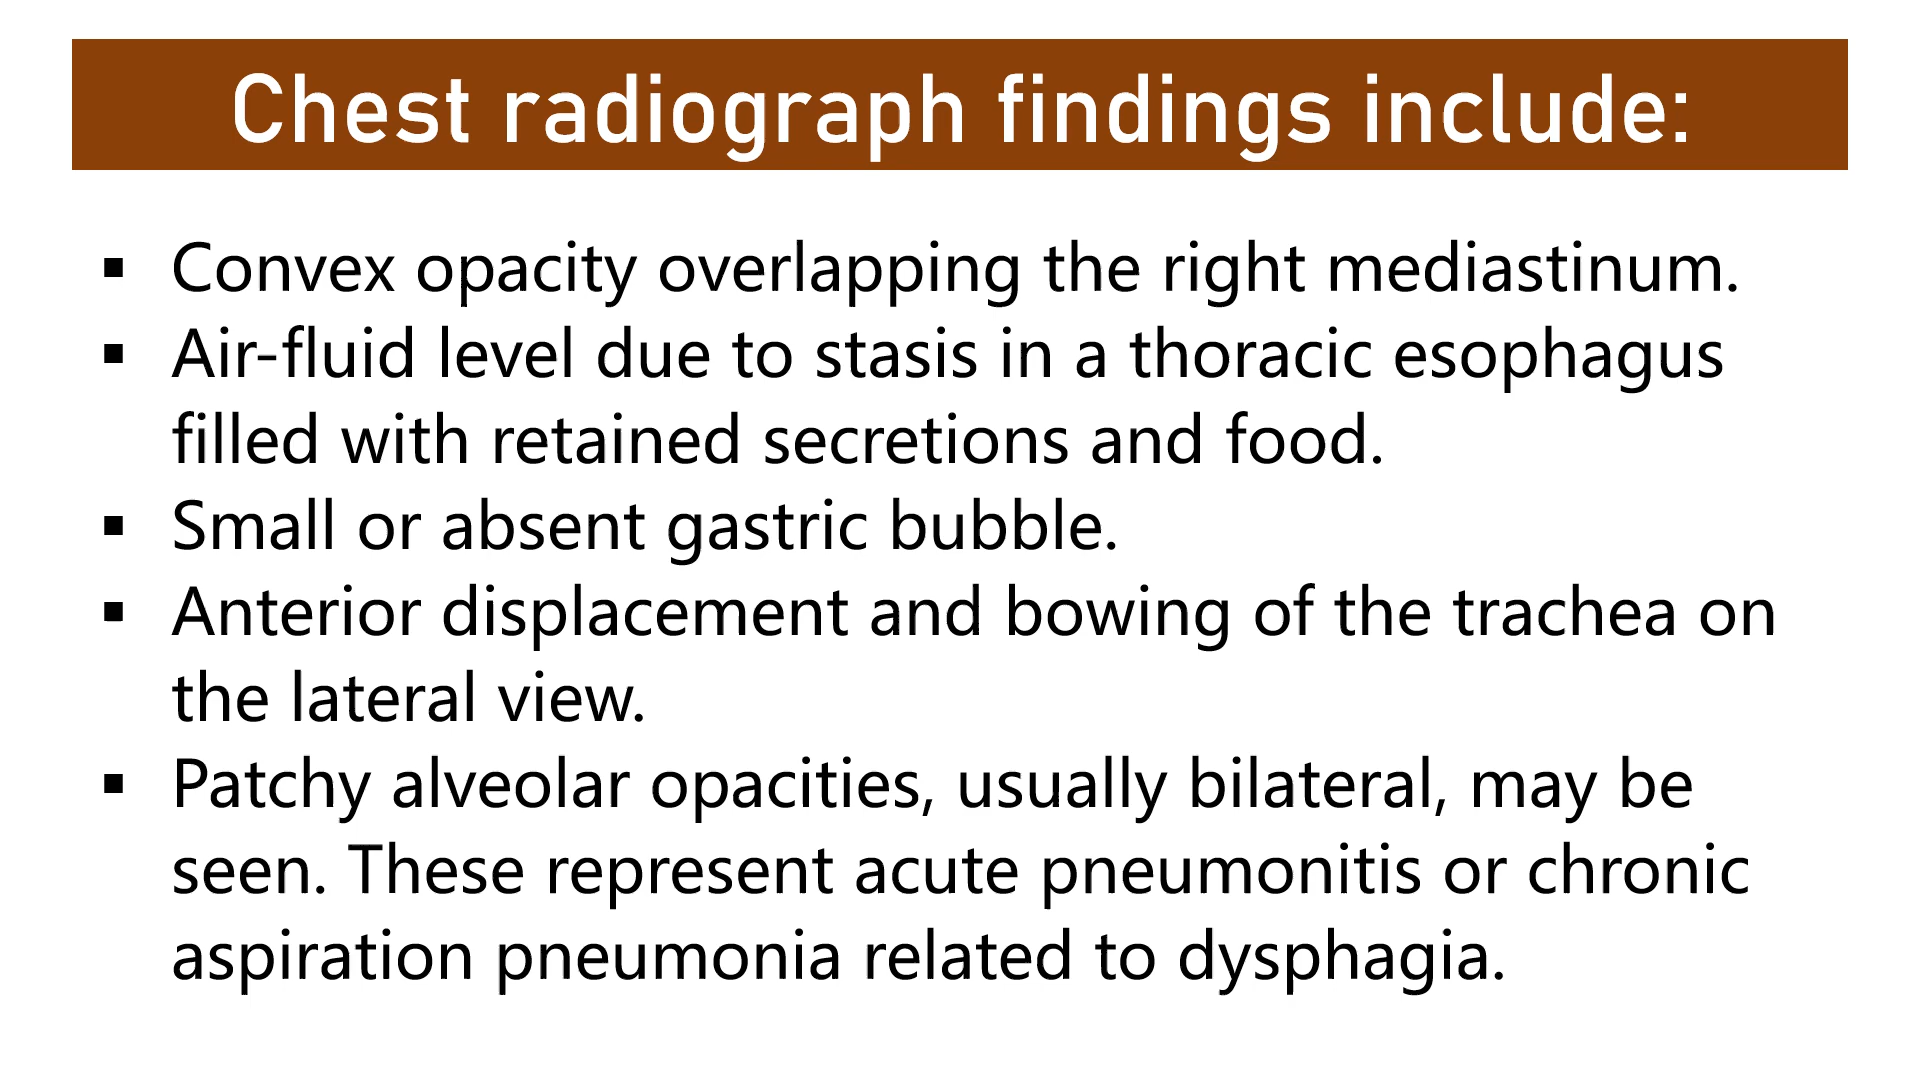 Chest radiograph findings include:
▪ Convex opacity overlapping the right mediastinum.
▪ Air-fluid level due to stasis in a thoracic esophagus
filled with retained secretions and food.
▪ Small or absent gastric bubble.
▪ Anterior displacement and bowing of the trachea on
the lateral view.
▪ Patchy alveolar opacities, usually bilateral, may be
seen. These represent acute pneumonitis or chronic
aspiration pneumonia related to dysphagia.